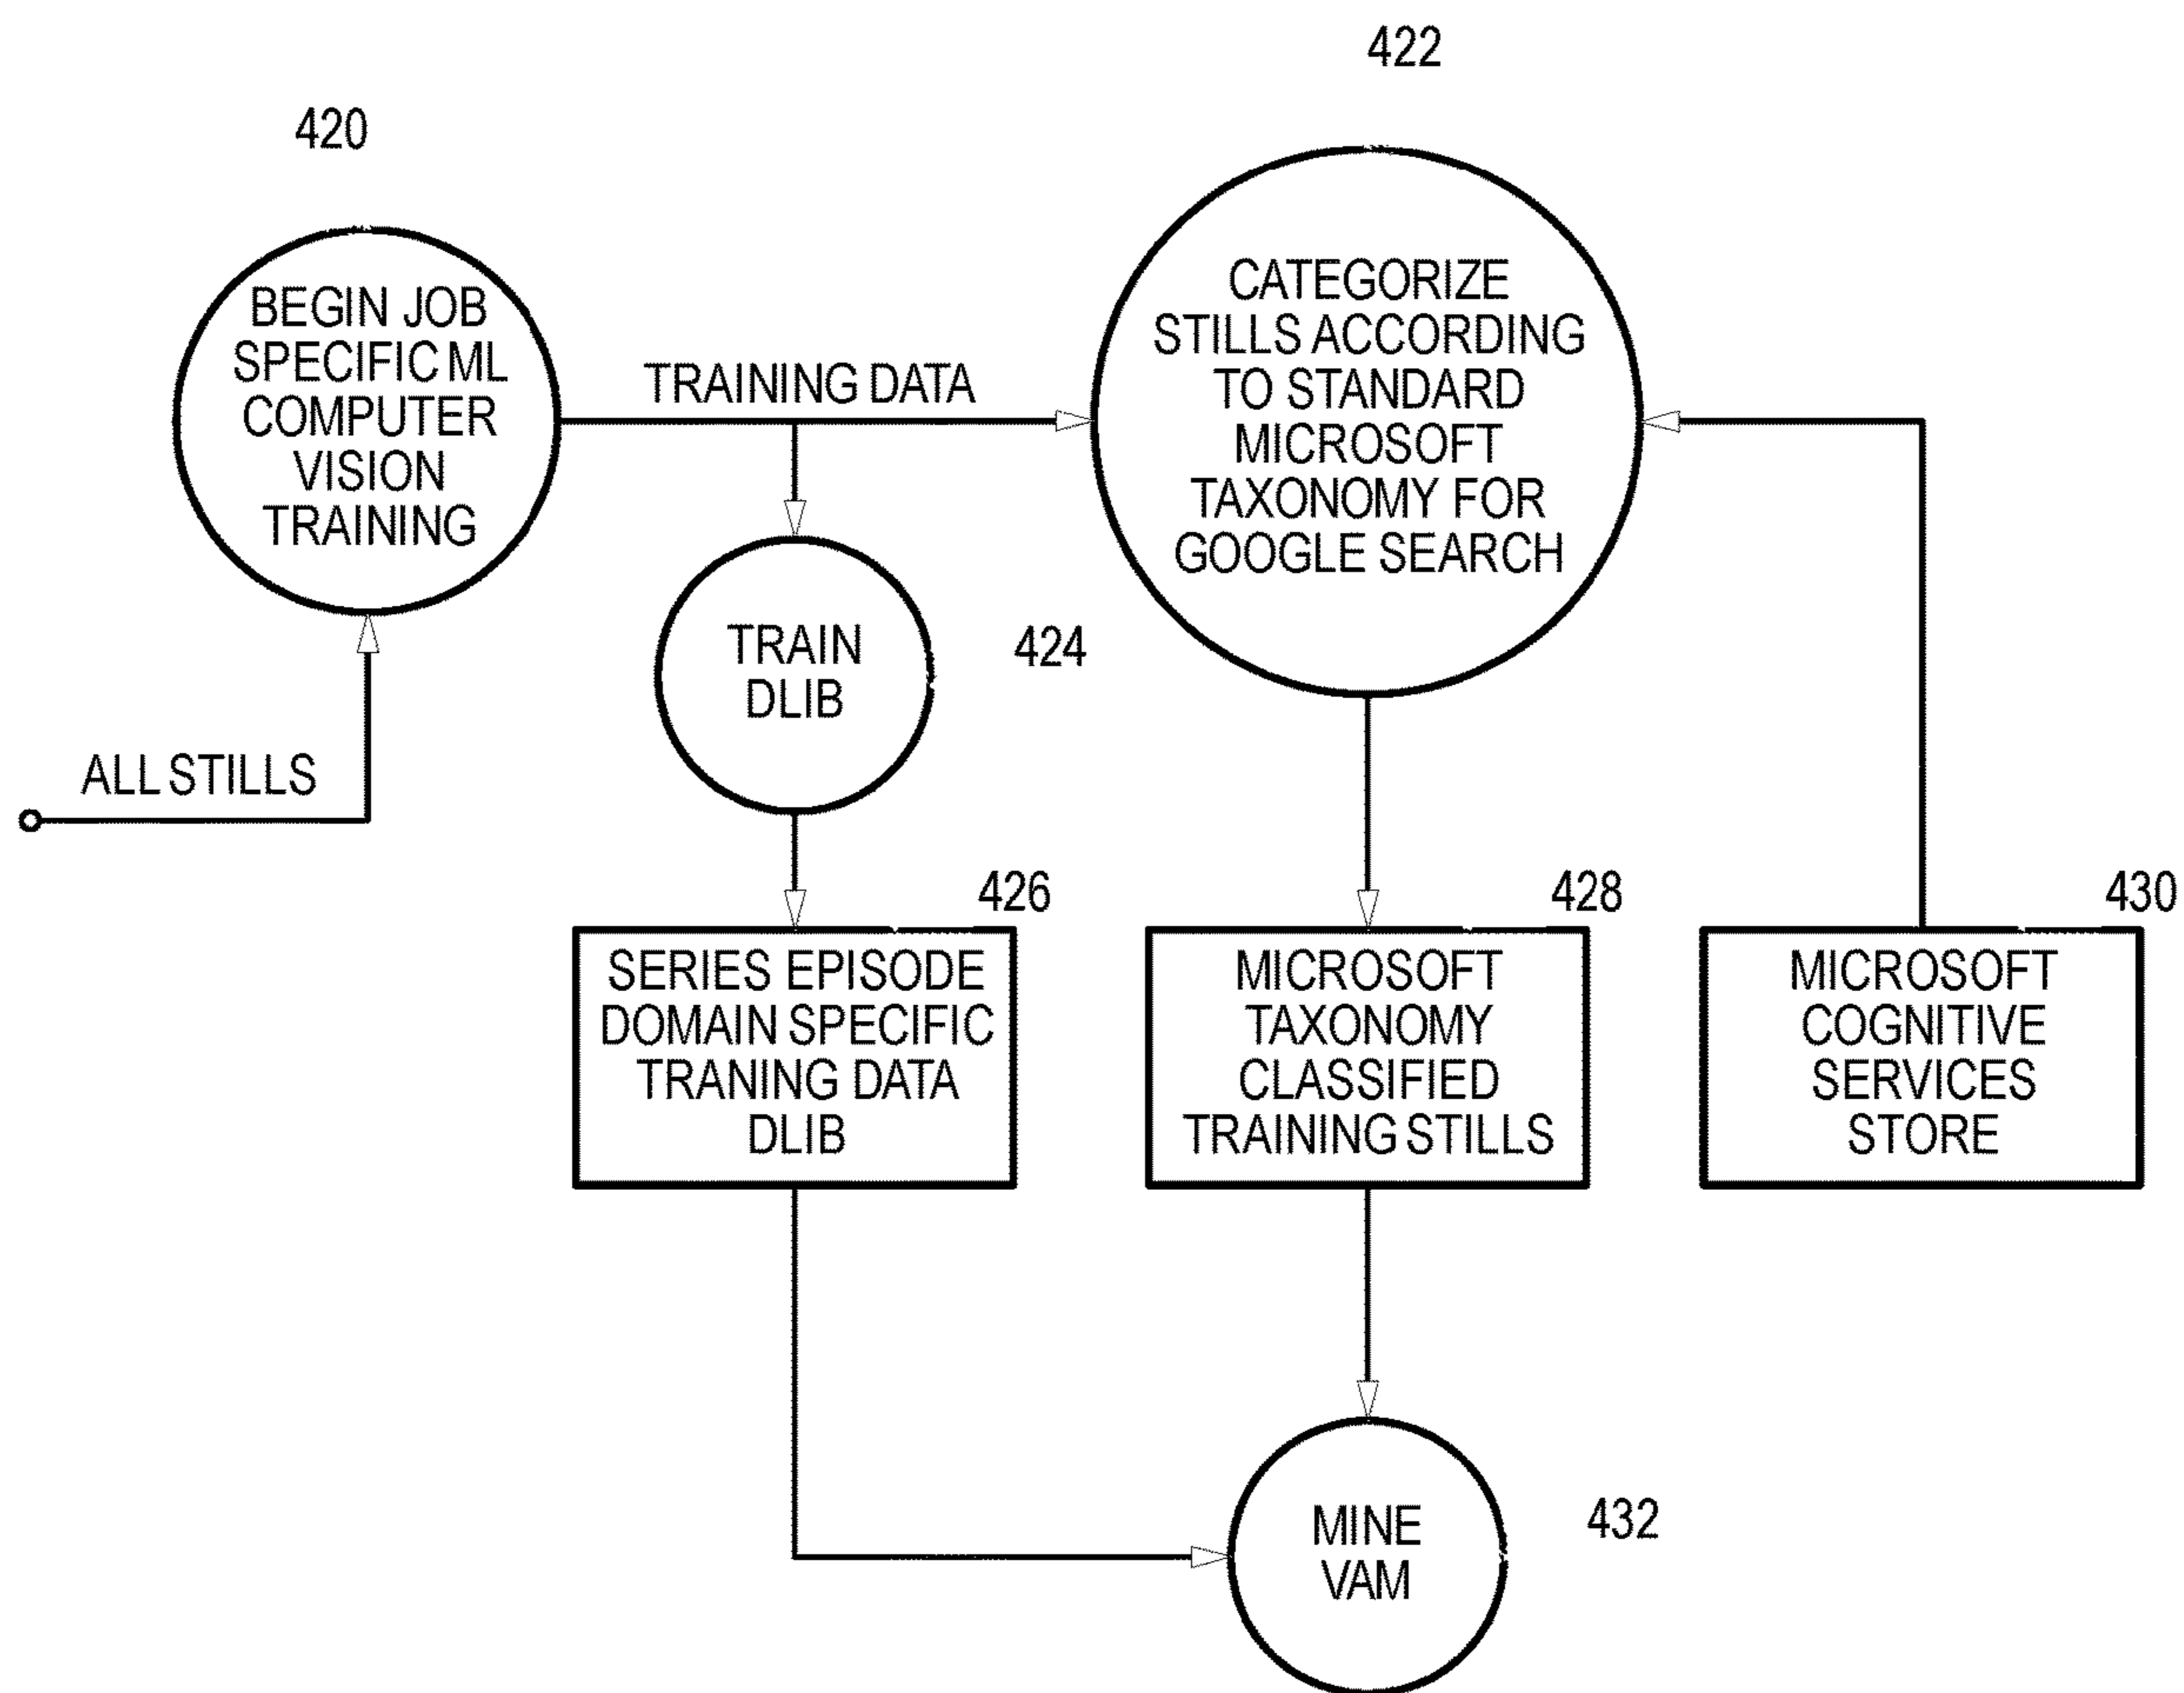 422
420
BEGIN JOB
SPECIFIC ML
COMPUTER
VISION
TRAINING
TRAINING DATA
CATEGORIZE
STILLS ACCORDING
TO STANDARD
MICROSOFT
TAXONOMY FOR
GOOGLE SEARCH
TRAIN
DLIB
424
ALL STILLS
426
SERIES EPISODE
DOMAIN SPECIFIC
TRANING DATA
DLIB
428
MICROSOFT
TAXONOMY
CLASSIFIED
TRAINING STILLS
430
MICROSOFT
COGNITIVE
SERVICES
STORE
MINE
VAM
432